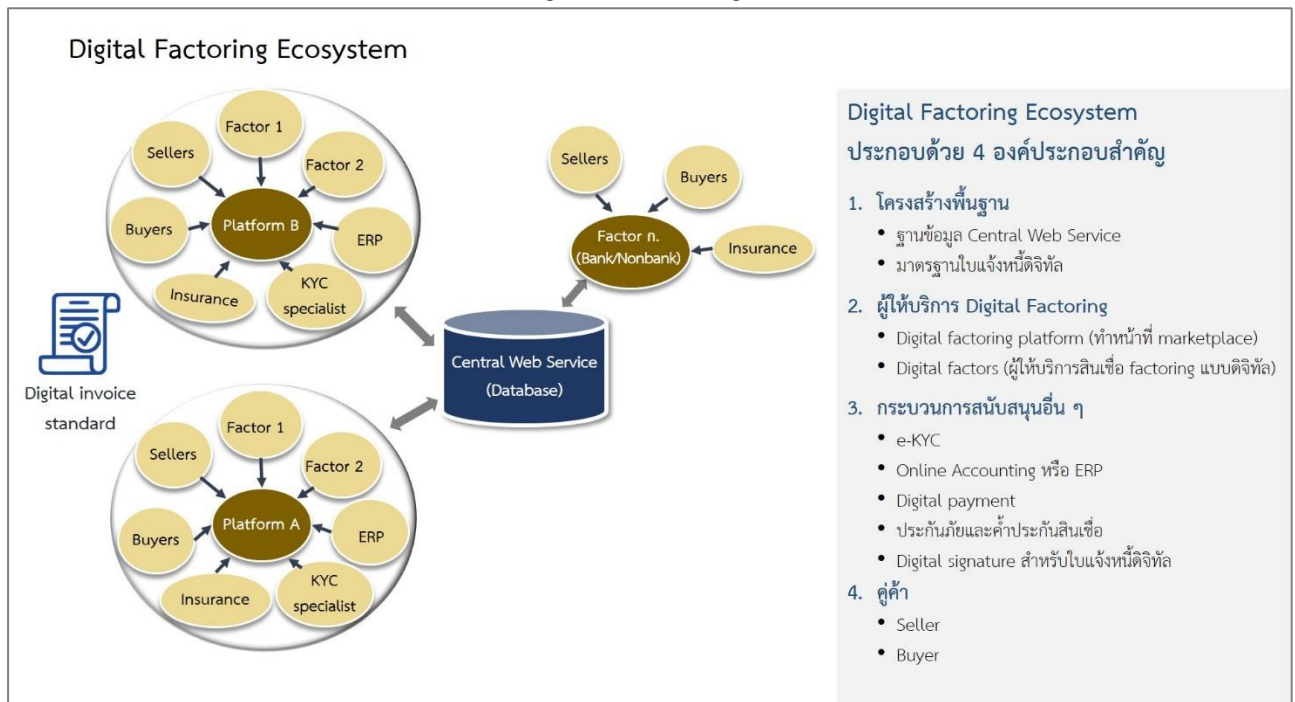 Digital Factoring Ecosystem
Factor 1
Sellers
Factor 2
Buyers
Platform B
ERP
Insurance
KYC
specialist
Sellers
Buyers
Factor ก.
(Bank/Nonbank)
Insurance
Digital invoice
standard
Central Web Service
(Database)
Factor 1
Sellers
Factor 2
Buyers
Platform A
ERP
Insurance
KYC
specialist
Digital Factoring Ecosystem
ประกอบด้วย 4 องค์ประกอบสำคัญ
1. โครงสร้างพื้นฐาน
• ฐานข้อมูล Central Web Service
• มาตรฐานใบแจ้งหนี้ดิจิทัล
2. ผู้ให้บริการ Digital Factoring
• Digital factoring platform (ทำหน้าที่ marketplace)
• Digital factors (ผู้ให้บริการสินเชื่อ factoring แบบดิจิทัล)
3. กระบวนการสนับสนุนอื่น ๆ
• e-KYC
• Online Accounting หรือ ERP
• Digital payment
• ประกันภัยและค้ำประกันสินเชื่อ
• Digital signature สำหรับใบแจ้งหนี้ดิจิทัล
4. คู่ค้า
• Seller
• Buyer